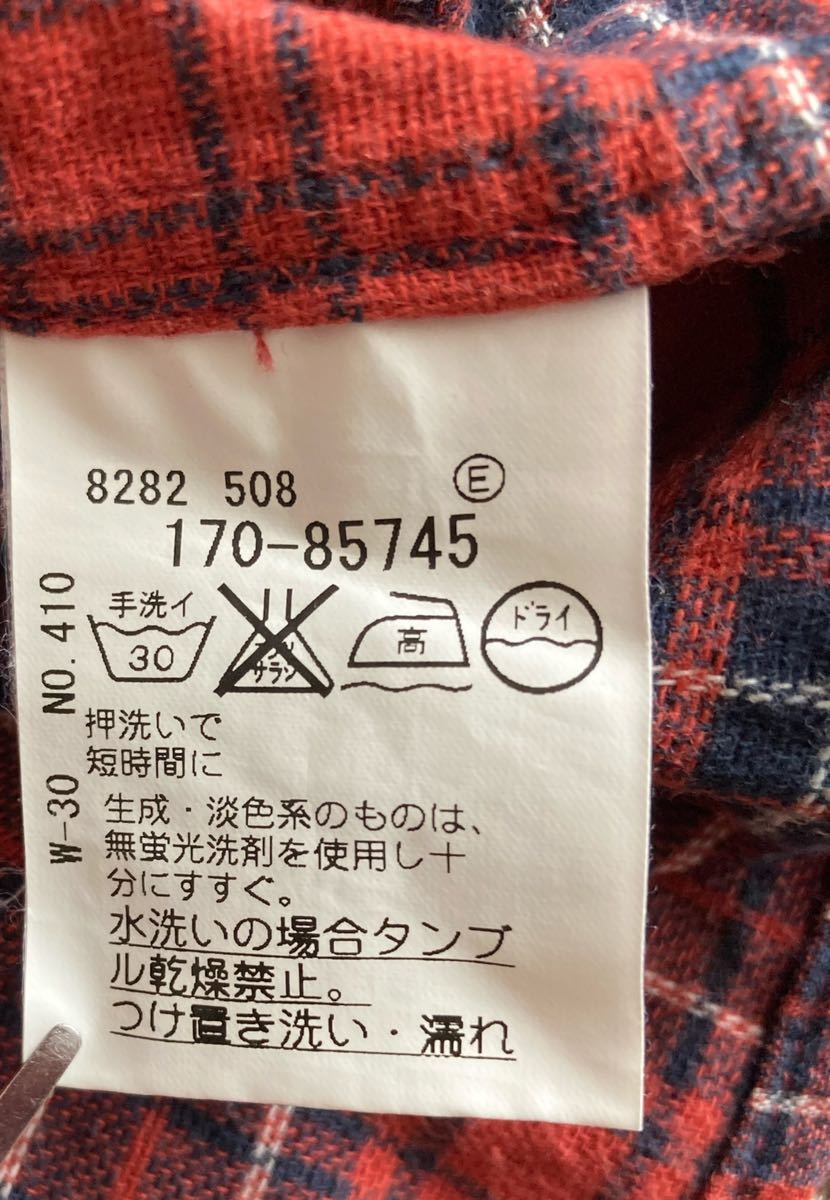 8282 508 E
170-85745
手洗イ
30
サラシ
高
ドライ
NO. 410
W-30
押洗いで
短時間に
生成・淡色系のものは、
無蛍光洗剤を使用し十
分にすすぐ。
水洗いの場合タンブ
ル乾燥禁止。
つけ置き洗い・濡れ